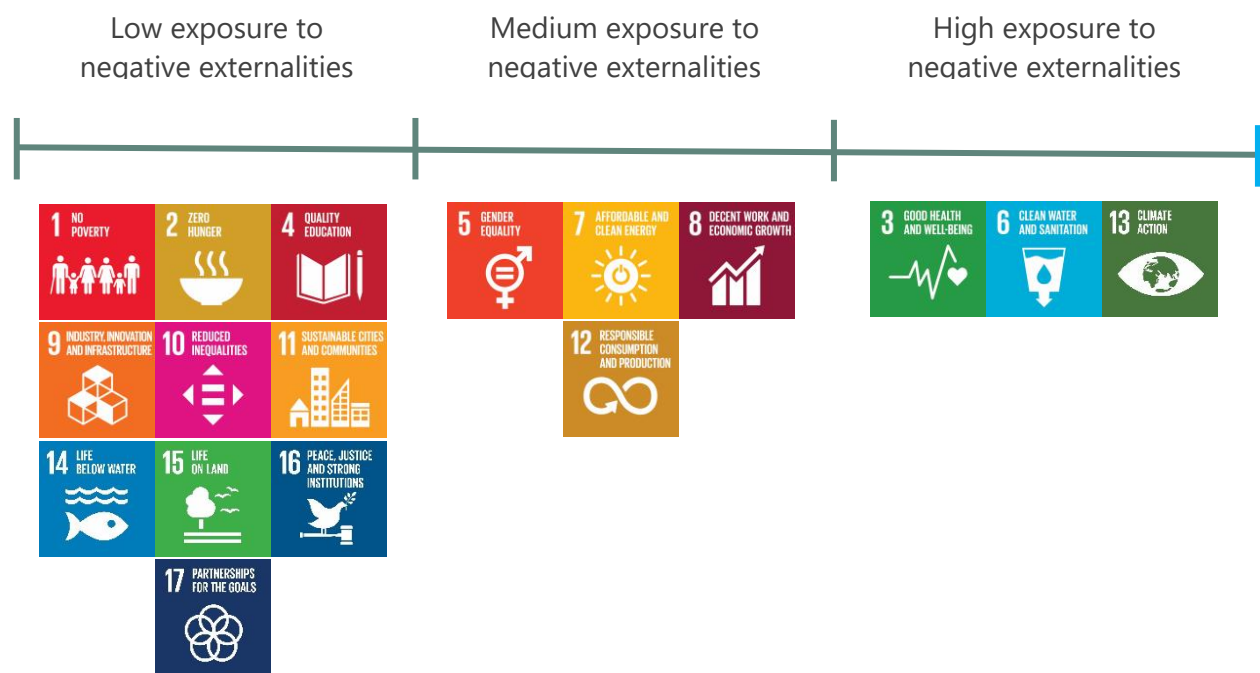 Low exposure to
negative externalities
Medium exposure to
negative externalities
High exposure to
negative externalities
1 NO
POVERTY
2 ZERO
HUNGER
4 QUALITY
EDUCATION
5 GENDER
EQUALITY
7 AFFORDABLE AND
CLEAN ENERGY
8 DECENT WORK AND
ECONOMIC GROWTH
3 GOOD HEALTH
AND WELL-BEING
6 CLEAN WATER
AND SANITATION
13 CLIMATE
ACTION
9 INDUSTRY, INNOVATION
AND INFRASTRUCTURE
10 REDUCED
INEQUALITIES
11 SUSTAINABLE CITIES
AND COMMUNITIES
12 RESPONSIBLE
CONSUMPTION
AND PRODUCTION
14 LIFE
BELOW WATER
15 LIFE
ON LAND
16 PEACE, JUSTICE
AND STRONG
INSTITUTIONS
17 PARTNERSHIPS
FOR THE GOALS